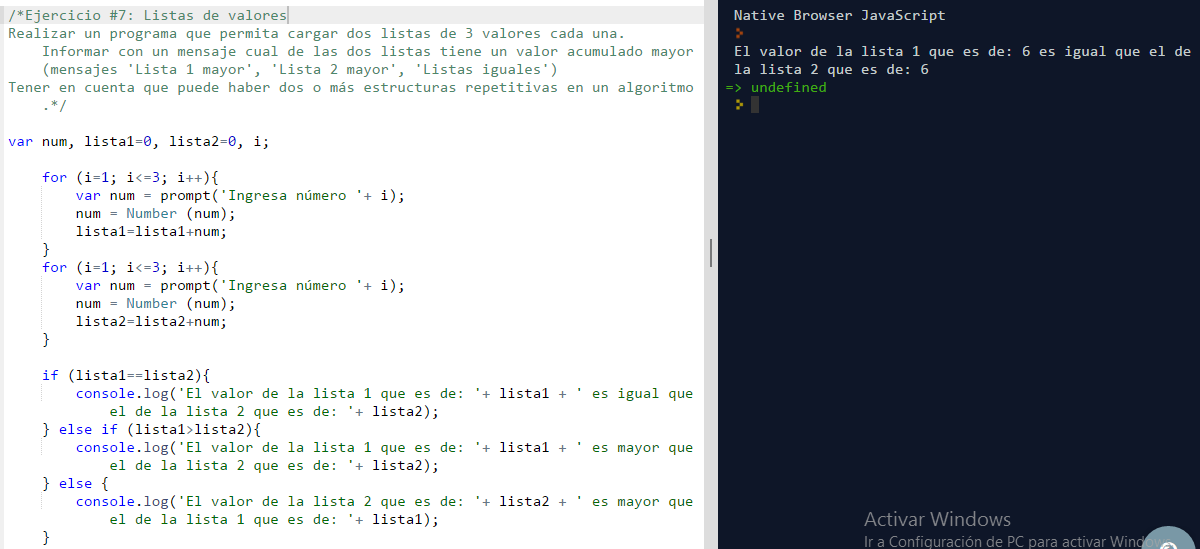 /*Ejercicio #7: Listas de valores
Realizar un programa que permita cargar dos listas de 3 valores cada una.
Informar con un mensaje cual de las dos listas tiene un valor acumulado mayor
(mensajes 'Lista 1 mayor', 'Lista 2 mayor', 'Listas iguales')
Tener en cuenta que puede haber dos o más estructuras repetitivas en un algoritmo
.*/
var num, lista1=0, lista2=0, i;
for (i=1; i<=3; i++){
var num = prompt('Ingresa número '+ i);
num = Number (num);
lista1=lista1+num;
}
for (i=1; i<=3; i++){
var num = prompt('Ingresa número '+ i);
num = Number (num);
lista2=lista2+num;
}
if (lista1==lista2){
console.log('El valor de la lista 1 que es de: '+ lista1 + ' es igual que
el de la lista 2 que es de: '+ lista2);
} else if (lista1>lista2){
console.log('El valor de la lista 1 que es de: '+ lista1 + ' es mayor que
el de la lista 2 que es de: '+ lista2);
} else {
console.log('El valor de la lista 2 que es de: '+ lista2 + ' es mayor que
el de la lista 1 que es de: '+ lista1);
}
Native Browser JavaScript
El valor de la lista 1 que es de: 6 es igual que el de
la lista 2 que es de: 6
=> undefined
Activar Windows
Ir a Configuración de PC para activar Windows